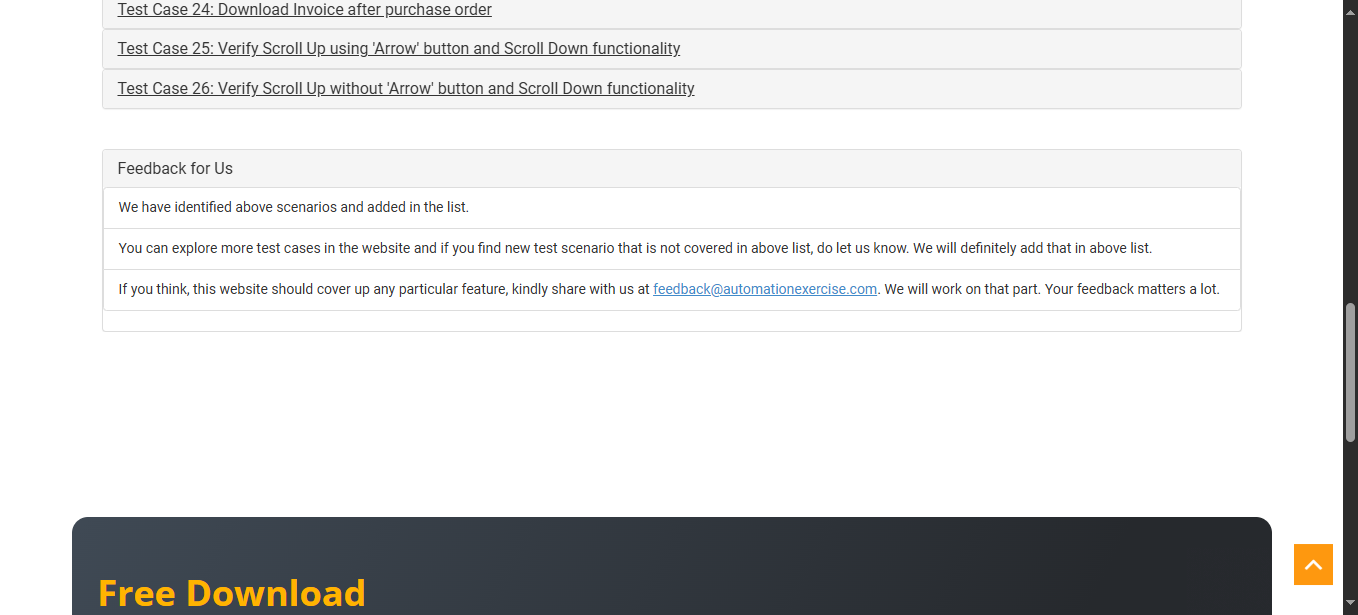 Test Case 24: Download Invoice after purchase order
Test Case 25: Verify Scroll Up using 'Arrow' button and Scroll Down functionality
Test Case 26: Verify Scroll Up without 'Arrow' button and Scroll Down functionality
Feedback for Us
We have identified above scenarios and added in the list.
You can explore more test cases in the website and if you find new test scenario that is not covered in above list, do let us know. We will definitely add that in above list.
If you think, this website should cover up any particular feature, kindly share with us at feedback@automationexercise.com. We will work on that part. Your feedback matters a lot.
Free Download